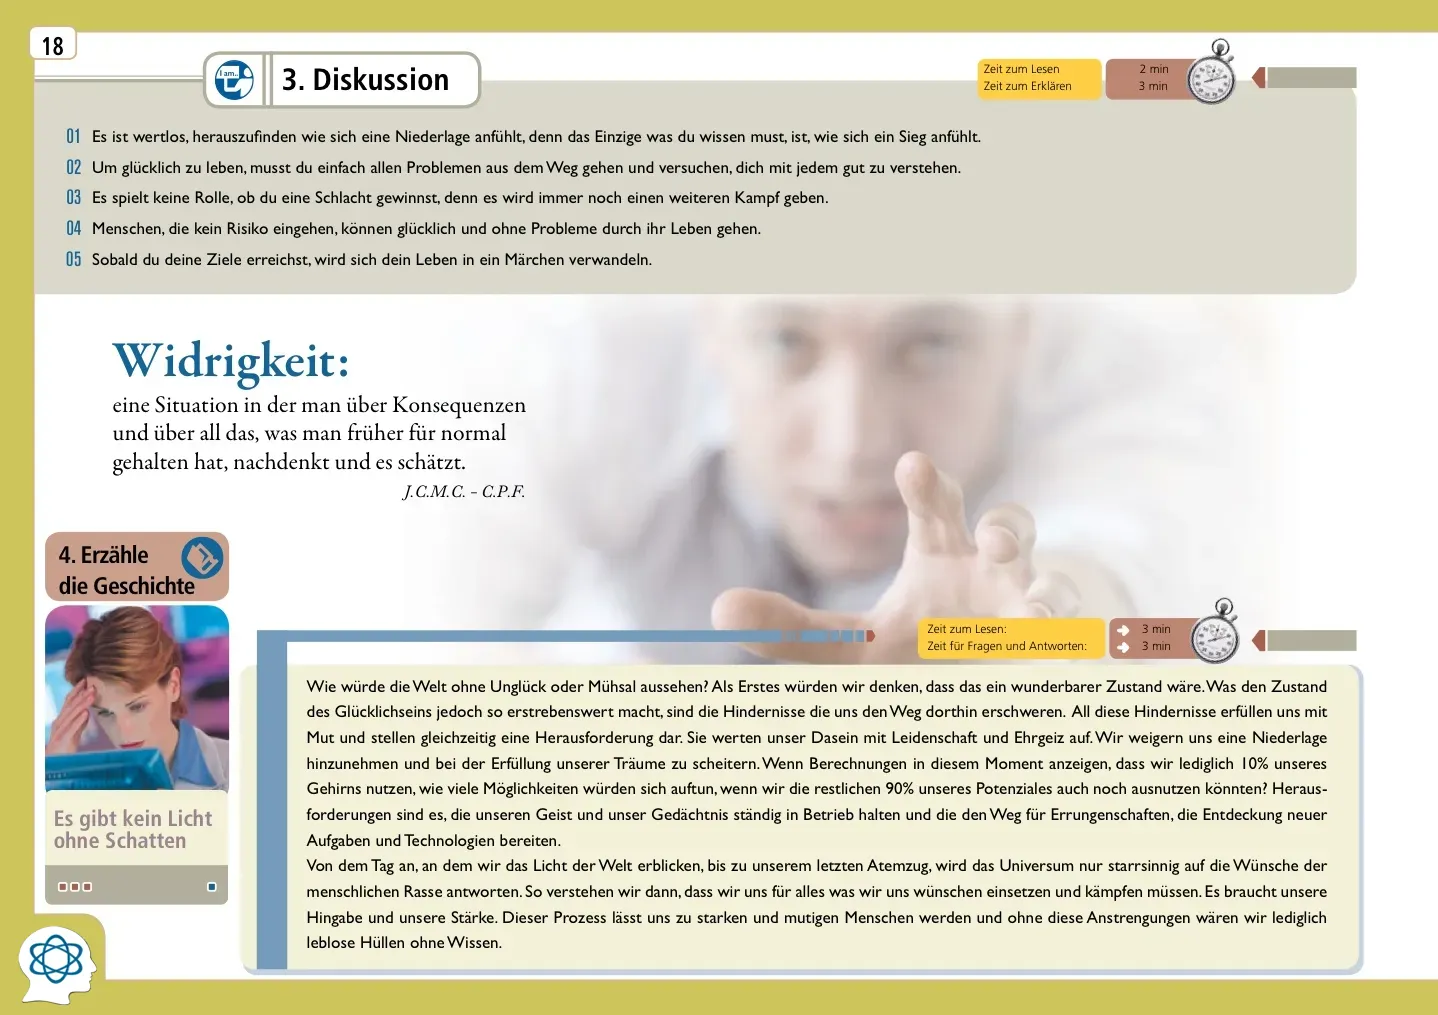 18
I am...
3. Diskussion
Zeit zum Lesen 2 min
Zeit zum Erklären 3 min
01 Es ist wertlos, herauszufinden wie sich eine Niederlage anfühlt, denn das Einzige was du wissen must, ist, wie sich ein Sieg anfühlt.
02 Um glücklich zu leben, musst du einfach allen Problemen aus dem Weg gehen und versuchen, dich mit jedem gut zu verstehen.
03 Es spielt keine Rolle, ob du eine Schlacht gewinnst, denn es wird immer noch einen weiteren Kampf geben.
04 Menschen, die kein Risiko eingehen, können glücklich und ohne Probleme durch ihr Leben gehen.
05 Sobald du deine Ziele erreichst, wird sich dein Leben in ein Märchen verwandeln.
Widrigkeit:
eine Situation in der man über Konsequenzen
und über all das, was man früher für normal
gehalten hat, nachdenkt und es schätzt.
J.C.M.C. – C.P.F.
4. Erzähle
die Geschichte
Es gibt kein Licht
ohne Schatten
Zeit zum Lesen: 3 min
Zeit für Fragen und Antworten: 3 min
Wie würde die Welt ohne Unglück oder Mühsal aussehen? Als Erstes würden wir denken, dass das ein wunderbarer Zustand wäre. Was den Zustand
des Glücklichseins jedoch so erstrebenswert macht, sind die Hindernisse die uns den Weg dorthin erschweren. All diese Hindernisse erfüllen uns mit
Mut und stellen gleichzeitig eine Herausforderung dar. Sie werten unser Dasein mit Leidenschaft und Ehrgeiz auf. Wir weigern uns eine Niederlage
hinzunehmen und bei der Erfüllung unserer Träume zu scheitern. Wenn Berechnungen in diesem Moment anzeigen, dass wir lediglich 10% unseres
Gehirns nutzen, wie viele Möglichkeiten würden sich auftun, wenn wir die restlichen 90% unseres Potenziales auch noch ausnutzen könnten? Heraus-
forderungen sind es, die unseren Geist und unser Gedächtnis ständig in Betrieb halten und die den Weg für Errungenschaften, die Entdeckung neuer
Aufgaben und Technologien bereiten.
Von dem Tag an, an dem wir das Licht der Welt erblicken, bis zu unserem letzten Atemzug, wird das Universum nur starrsinnig auf die Wünsche der
menschlichen Rasse antworten. So verstehen wir dann, dass wir uns für alles was wir uns wünschen einsetzen und kämpfen müssen. Es braucht unsere
Hingabe und unsere Stärke. Dieser Prozess lässt uns zu starken und mutigen Menschen werden und ohne diese Anstrengungen wären wir lediglich
leblose Hüllen ohne Wissen.